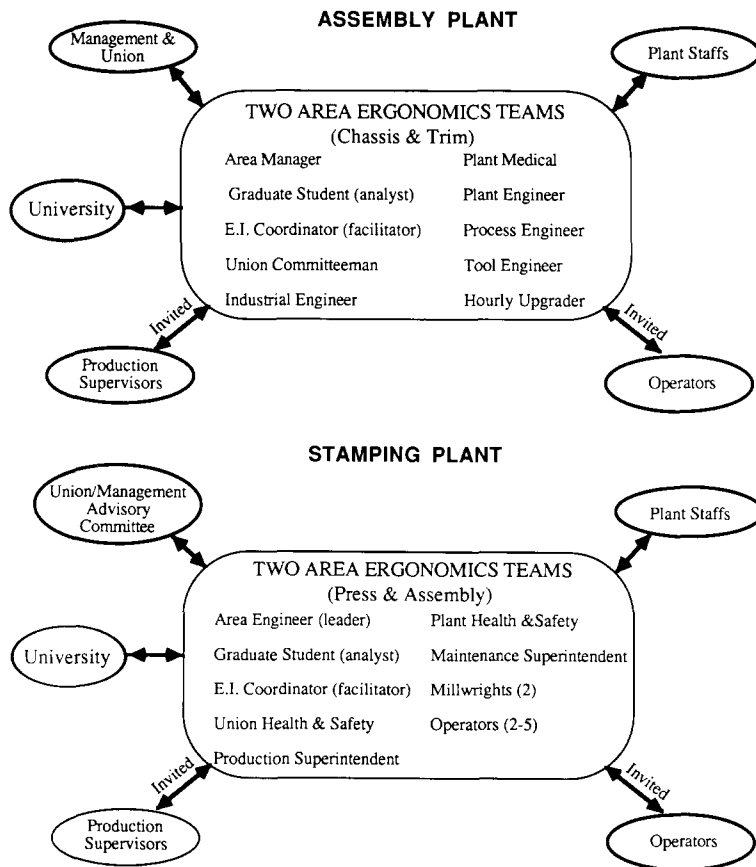 ASSEMBLY PLANT
Management &
Union
Plant Staffs
TWO AREA ERGONOMICS TEAMS
(Chassis & Trim)
Area Manager
Plant Medical
Graduate Student (analyst)
Plant Engineer
University
E.I. Coordinator (facilitator)
Process Engineer
Union Committeeman
Tool Engineer
Industrial Engineer
Hourly Upgrader
Invited
Invited
Production
Supervisors
Operators
STAMPING PLANT
Union/Management
Advisory
Committee
Plant Staffs
TWO AREA ERGONOMICS TEAMS
(Press & Assembly)
Area Engineer (leader)
Plant Health &Safety
Graduate Student (analyst)
Maintenance Superintendent
University
E.I. Coordinator (facilitator)
Millwrights (2)
Union Health & Safety
Operators (2-5)
Production Superintendent
Invited
Invited
Production
Supervisors
Operators